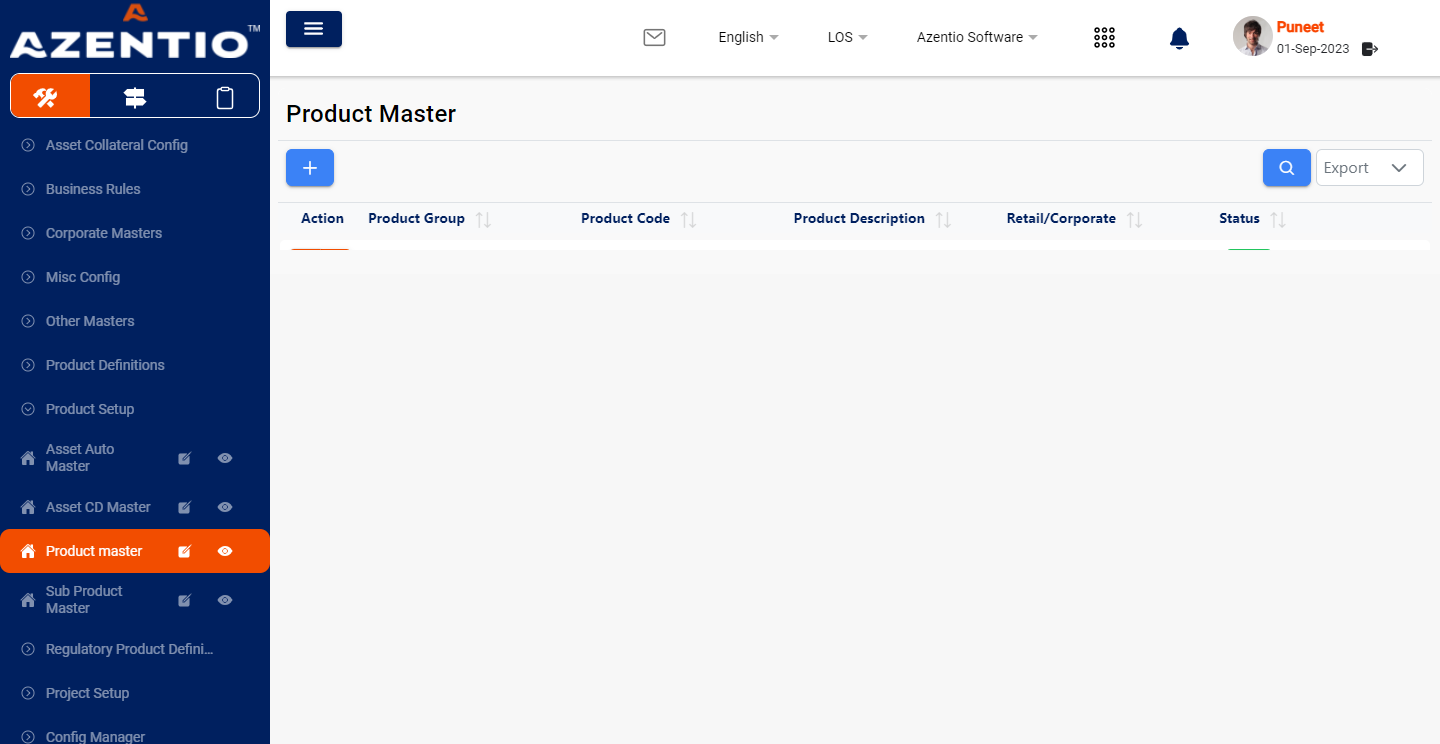 AZENTIO™
English
LOS
Azentio Software
Puneet
01-Sep-2023
Product Master
Export
Action
Product Group
Product Code
Product Description
Retail/Corporate
Status
Asset Collateral Config
Business Rules
Corporate Masters
Misc Config
Other Masters
Product Definitions
Product Setup
Asset Auto
Master
Asset CD Master
Product master
Sub Product
Master
Regulatory Product Defini...
Project Setup
Config Manager